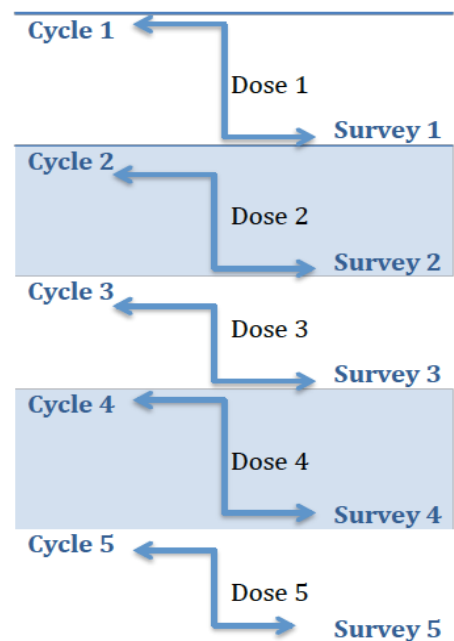 Cycle 1
Dose 1
Survey 1
Cycle 2
Dose 2
Survey 2
Cycle 3
Dose 3
Survey 3
Cycle 4
Dose 4
Survey 4
Cycle 5
Dose 5
Survey 5